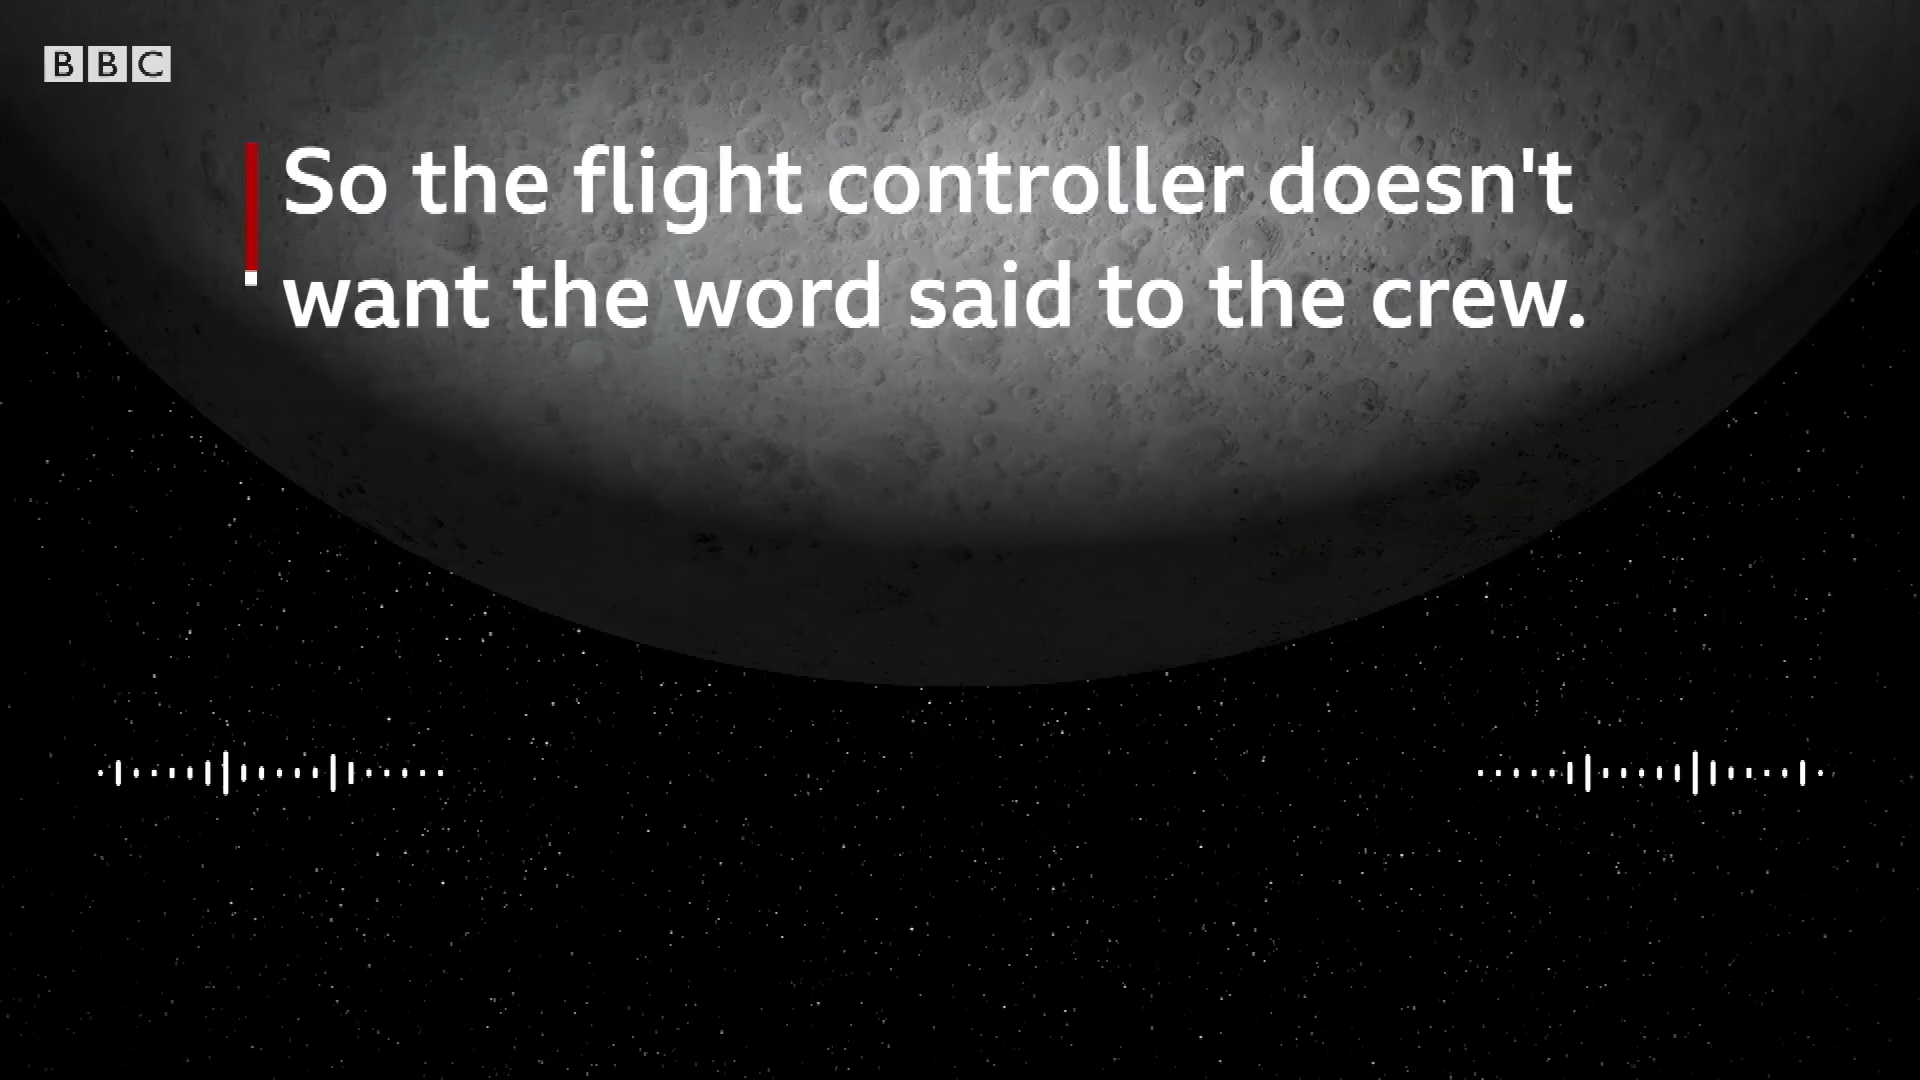 BBC
So the flight controller doesn't
want the word said to the crew.